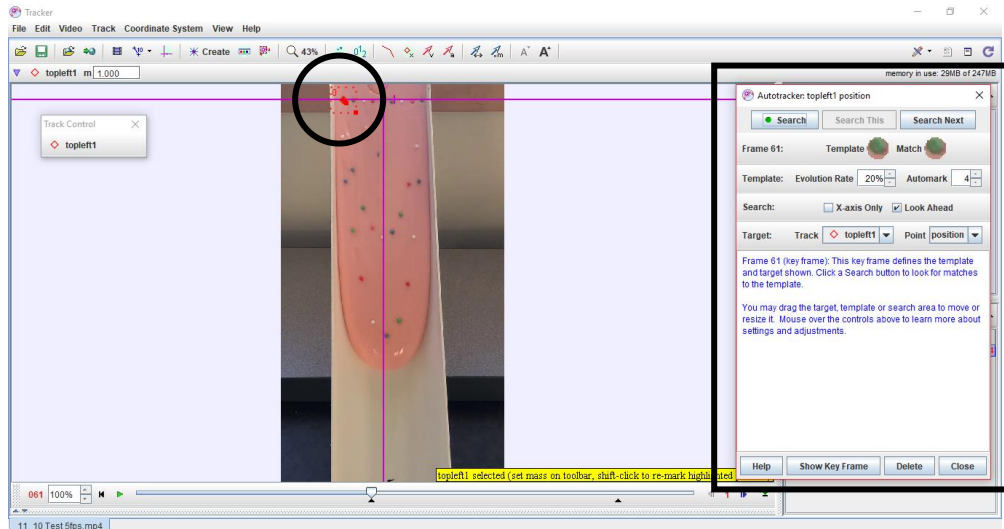 Tracker
File Edit Video Track Coordinate System View Help
Create 43%
topleft1 m 1.000
memory in use: 29MB of 247MB
Track Control
topleft1
Autotracker: topleft1 position
Search Search This Search Next
Frame 61: Template Match
Template: Evolution Rate 20% Automark 4
Search: X-axis Only Look Ahead
Target: Track topleft1 Point position
Frame 61 (key frame): This key frame defines the template
and target shown. Click a Search button to look for matches
to the template.
You may drag the target, template or search area to move or
resize it. Mouse over the controls above to learn more about
settings and adjustments.
Help Show Key Frame Delete Close
topleft1 selected (set mass on toolbar, shift-click to re-mark highlighted
061 100% 1
11_10 Test 5fps.mp4